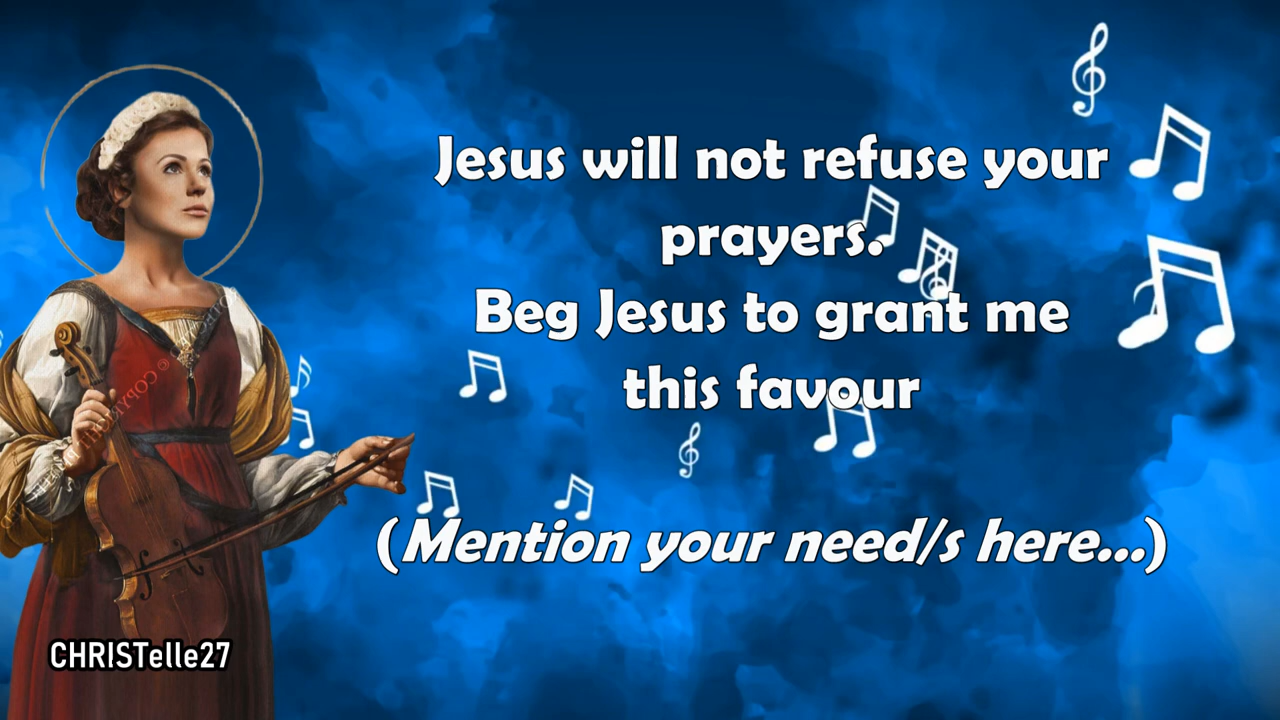 Jesus will not refuse your
prayers.
Beg Jesus to grant me
this favour
(Mention your need/s here...)
CHRISTelle27